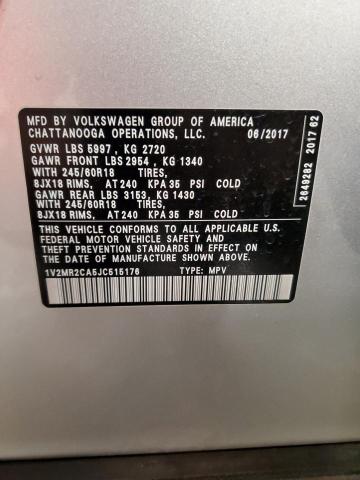 MFD BY VOLKSWAGEN GROUP OF AMERICA
CHATTANOOGA OPERATIONS, LLC. 06/2017
GVWR LBS 5997 , KG 2720
GAWR FRONT LBS 2954 , KG 1340
WITH 245/60R18 TIRES,
8JX18 RIMS, AT 240 KPA 35 PSI COLD
GAWR REAR LBS 3153, KG 1430
WITH 245/60R18 TIRES,
8JX18 RIMS, AT 240 KPA 35 PSI COLD
THIS VEHICLE CONFORMS TO ALL APPLICABLE U.S.
FEDERAL MOTOR VEHICLE SAFETY AND
THEFT PREVENTION STANDARDS IN EFFECT ON
THE DATE OF MANUFACTURE SHOWN ABOVE.
1V2MR2CA5JC515176 TYPE: MPV
2648282 2017 62